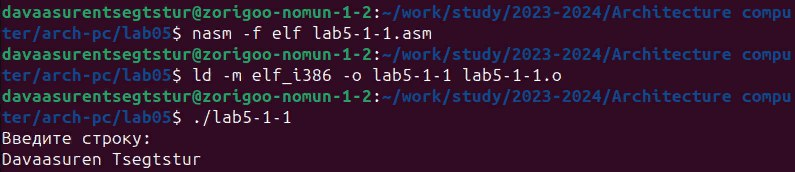 davaasurentsegtstur@zorigoo-nomun-1-2:~/work/study/2023-2024/Architecture compu
ter/arch-pc/lab05$ nasm -f elf lab5-1-1.asm
davaasurentsegtstur@zorigoo-nomun-1-2:~/work/study/2023-2024/Architecture compu
ter/arch-pc/lab05$ ld -m elf_i386 -o lab5-1-1 lab5-1-1.o
davaasurentsegtstur@zorigoo-nomun-1-2:~/work/study/2023-2024/Architecture compu
ter/arch-pc/lab05$ ./lab5-1-1
Введите строку:
Davaasuren Tsegtstur